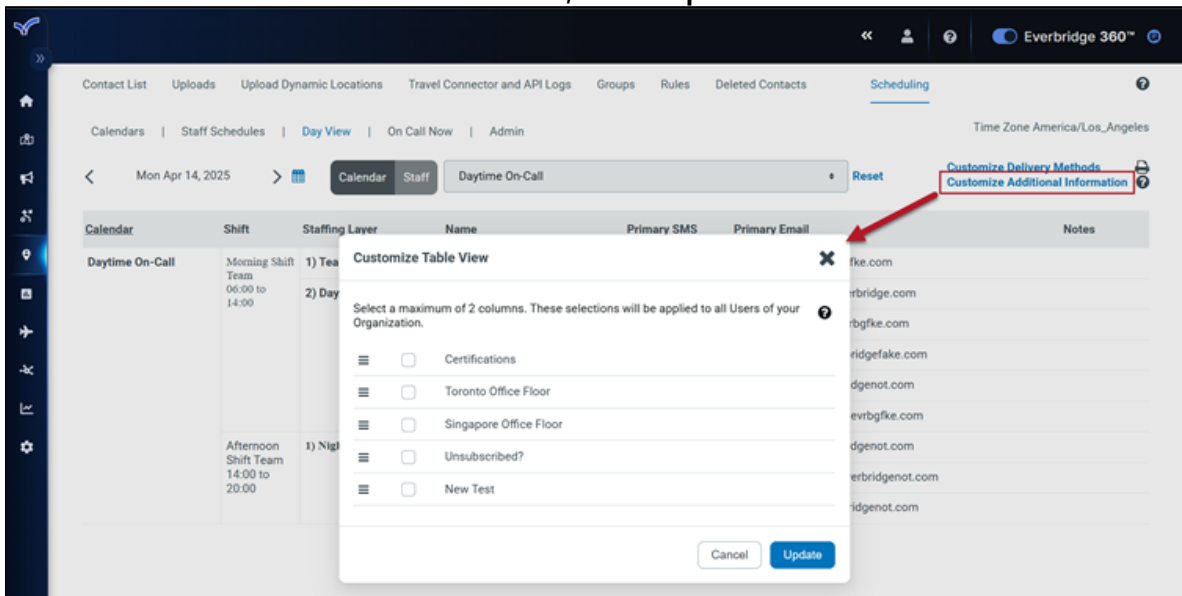 « Everbridge 360™
»
Contact List Uploads Upload Dynamic Locations Travel Connector and API Logs Groups Rules Deleted Contacts Scheduling
Calendars | Staff Schedules | Day View | On Call Now | Admin
Time Zone America/Los_Angeles
Mon Apr 14, 2025 Calendar Staff Daytime On-Call Reset
Customize Delivery Methods
Customize Additional Information
Calendar Shift Staffing Layer Name Primary SMS Primary Email Notes
Daytime On-Call
Morning Shift
Team
06:00 to
14:00
1) Tea
2) Day
Afternoon
Shift Team
14:00 to
20:00
1) Nigh
Customize Table View
Select a maximum of 2 columns. These selections will be applied to all Users of your
Organization.
Certifications
Toronto Office Floor
Singapore Office Floor
Unsubscribed?
New Test
Cancel Update
fke.com
rbridge.com
rbgfke.com
ridgefake.com
dgenot.com
evrbgfke.com
dgenot.com
erbridgenot.com
idgenot.com